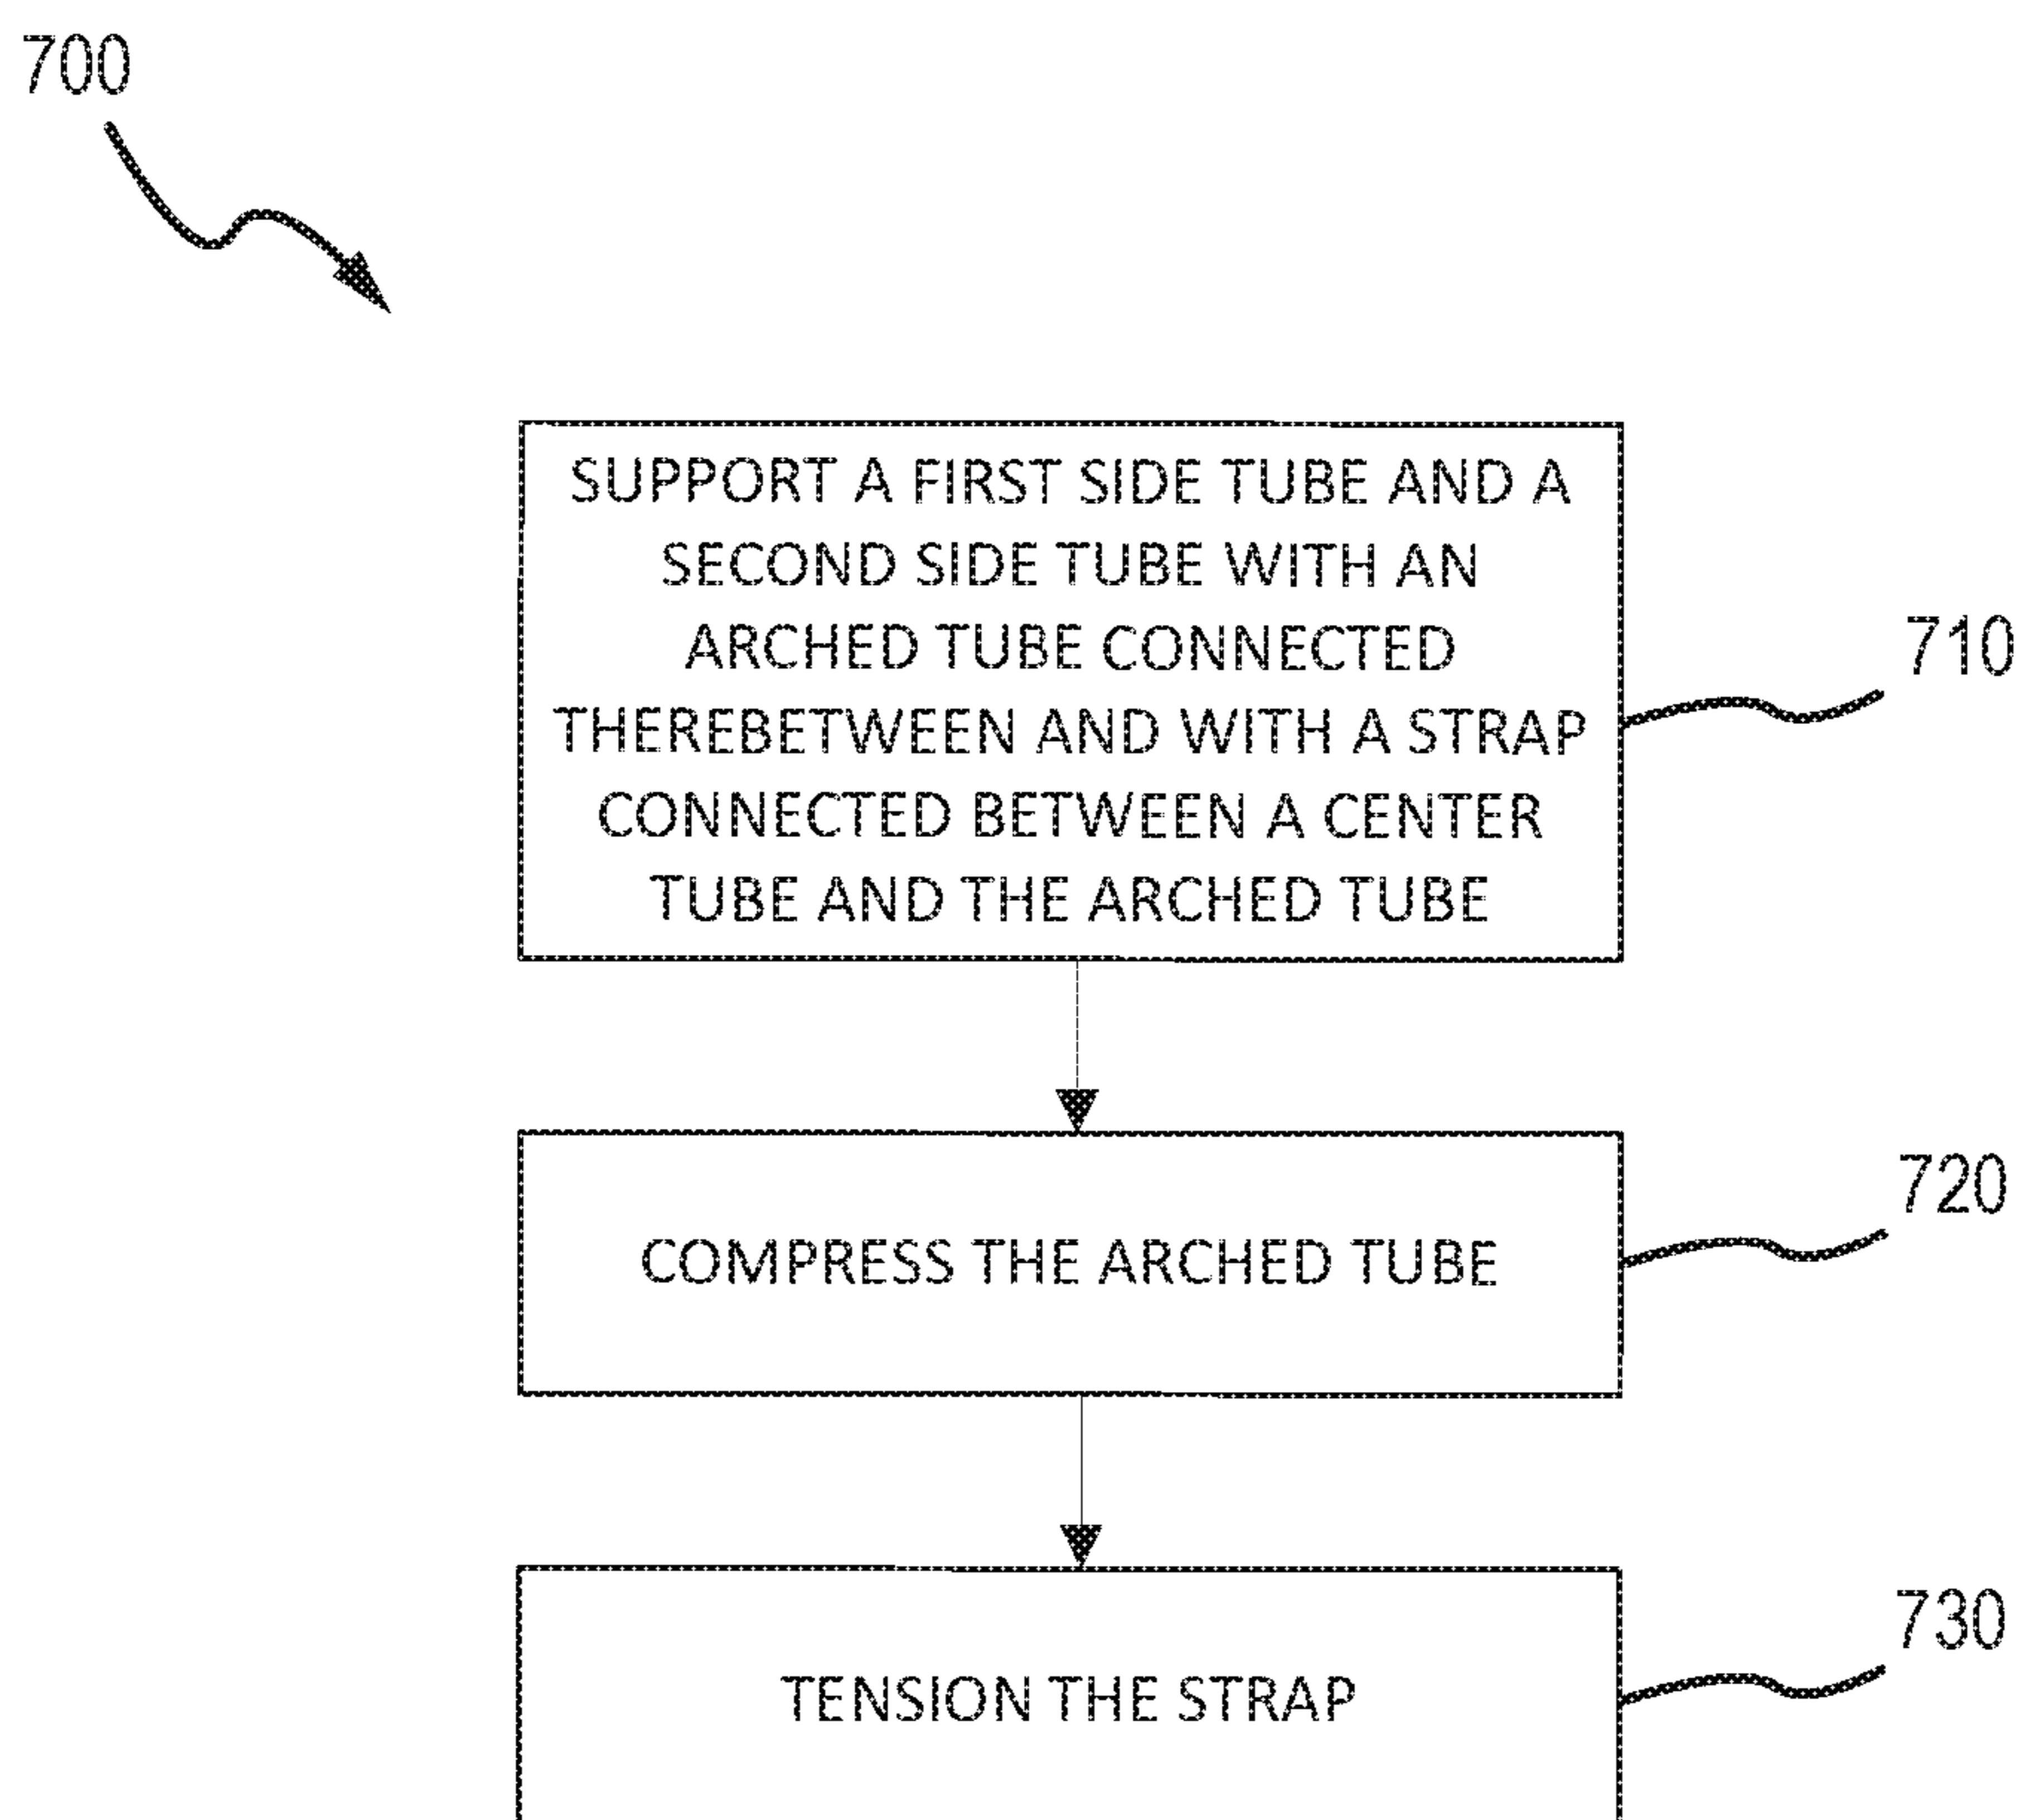 700
SUPPORT A FIRST SIDE TUBE AND A
SECOND SIDE TUBE WITH AN
ARCHED TUBE CONNECTED
THEREBETWEEN AND WITH A STRAP
CONNECTED BETWEEN A CENTER
TUBE AND THE ARCHED TUBE
710
COMPRESS THE ARCHED TUBE
720
TENSION THE STRAP
730